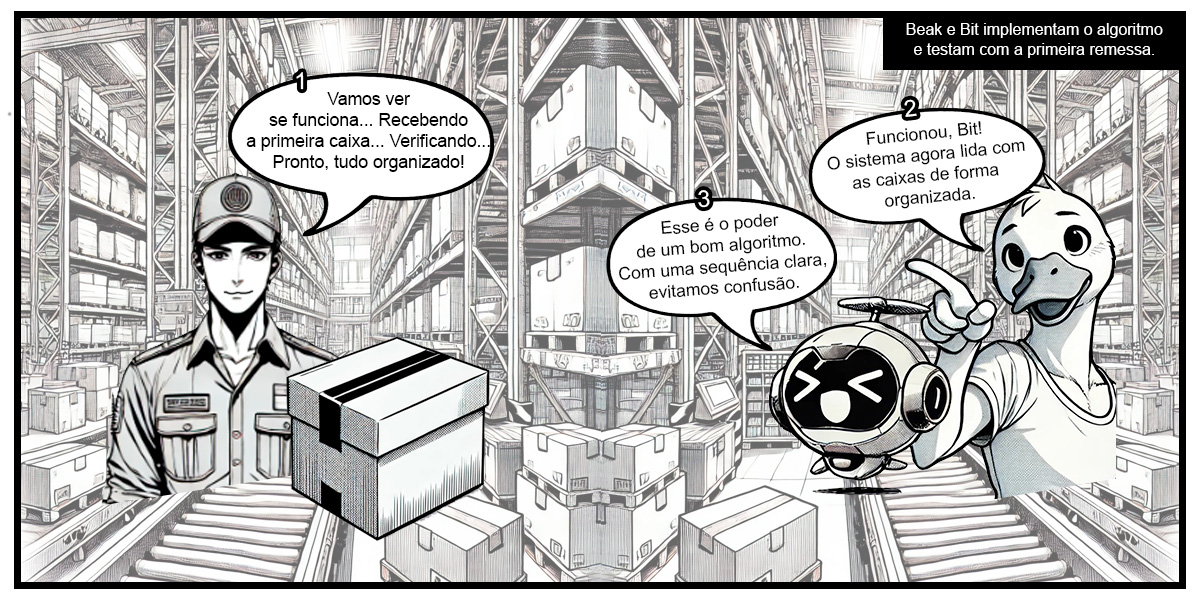 Beak e Bit implementam o algoritmo
e testam com a primeira remessa.
1
Vamos ver
se funciona... Recebendo
a primeira caixa... Verificando...
Pronto, tudo organizado!
2
Funcionou, Bit!
O sistema agora lida com
as caixas de forma
organizada.
3
Esse é o poder
de um bom algoritmo.
Com uma sequência clara,
evitamos confusão.